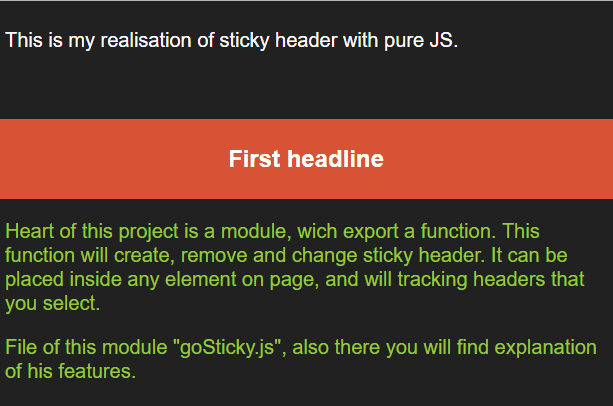 This is my realisation of sticky header with pure JS.
First headline
Heart of this project is a module, wich export a function. This
function will create, remove and change sticky header. It can be
placed inside any element on page, and will tracking headers that
you select.
File of this module "goSticky.js", also there you will find explanation
of his features.